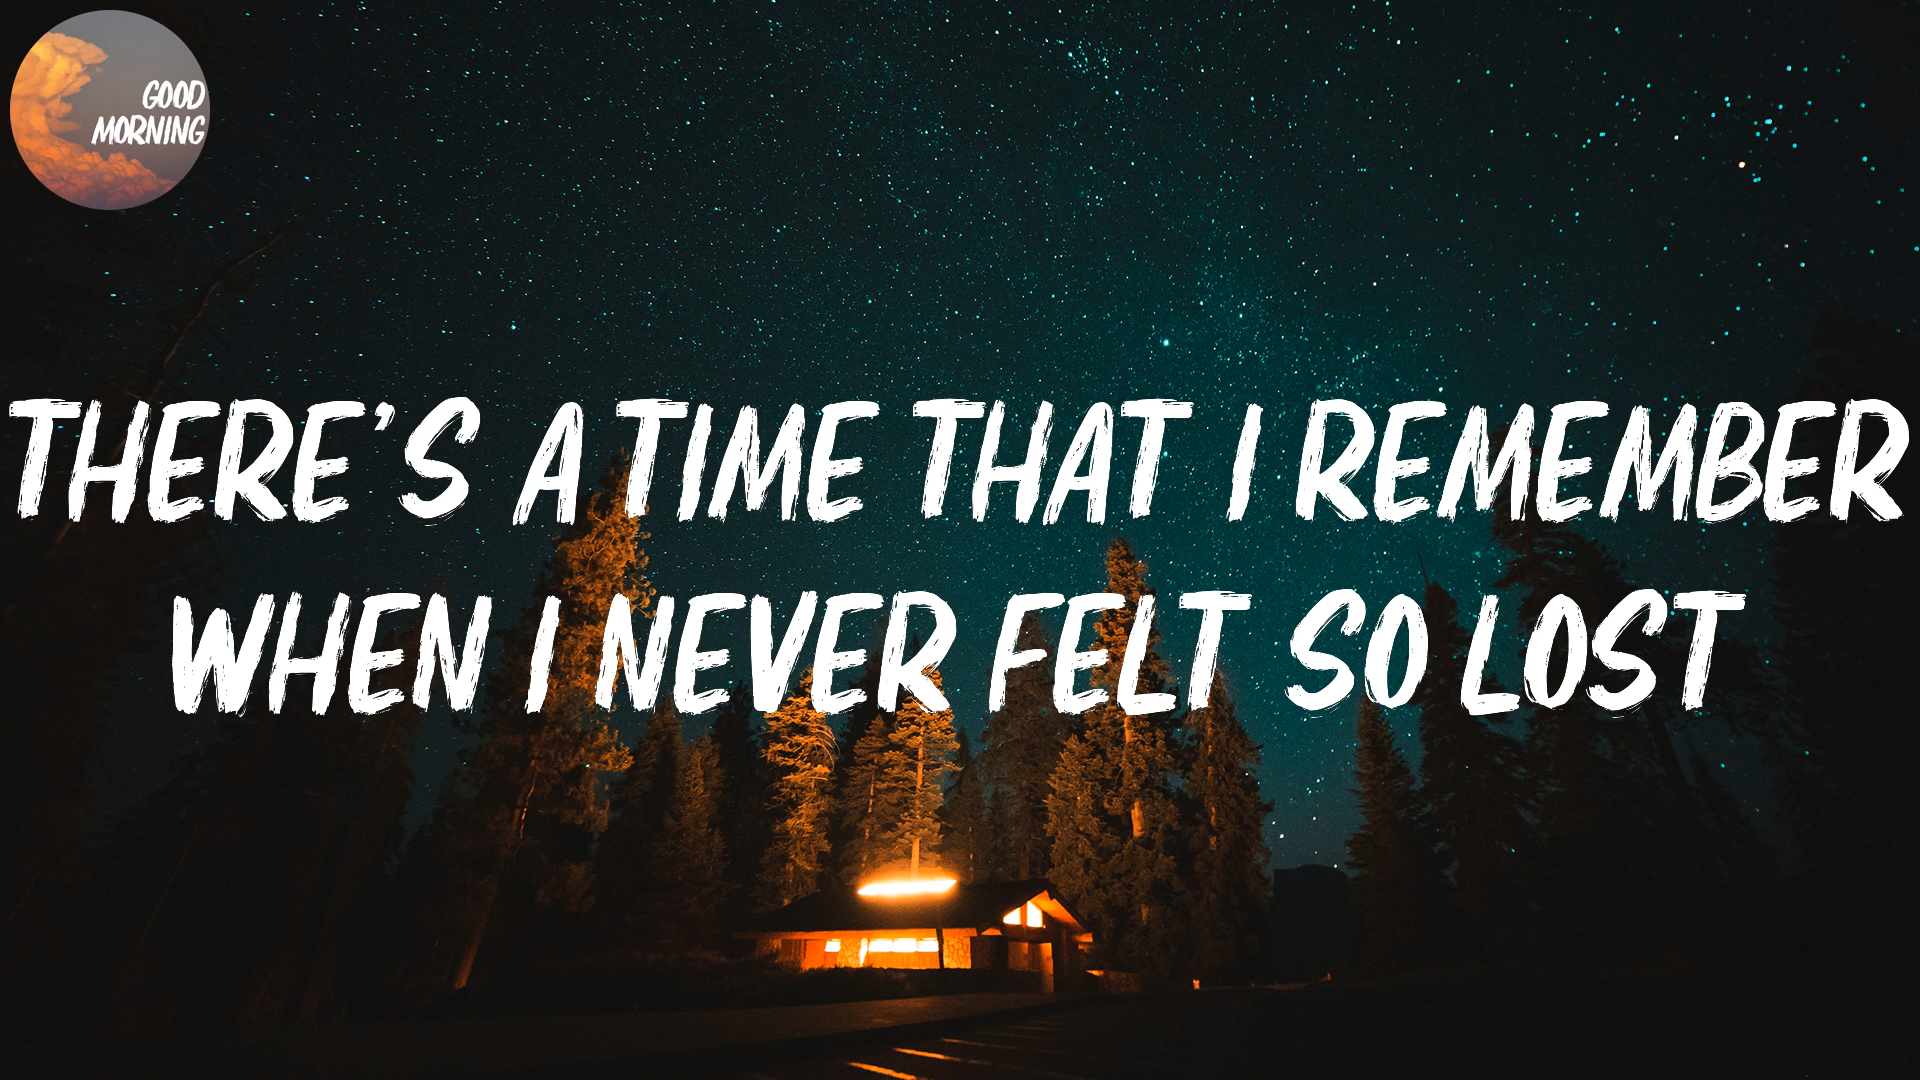 GOOD
MORNING
THERE'S A TIME THAT I REMEMBER
WHEN I NEVER FELT SO LOST